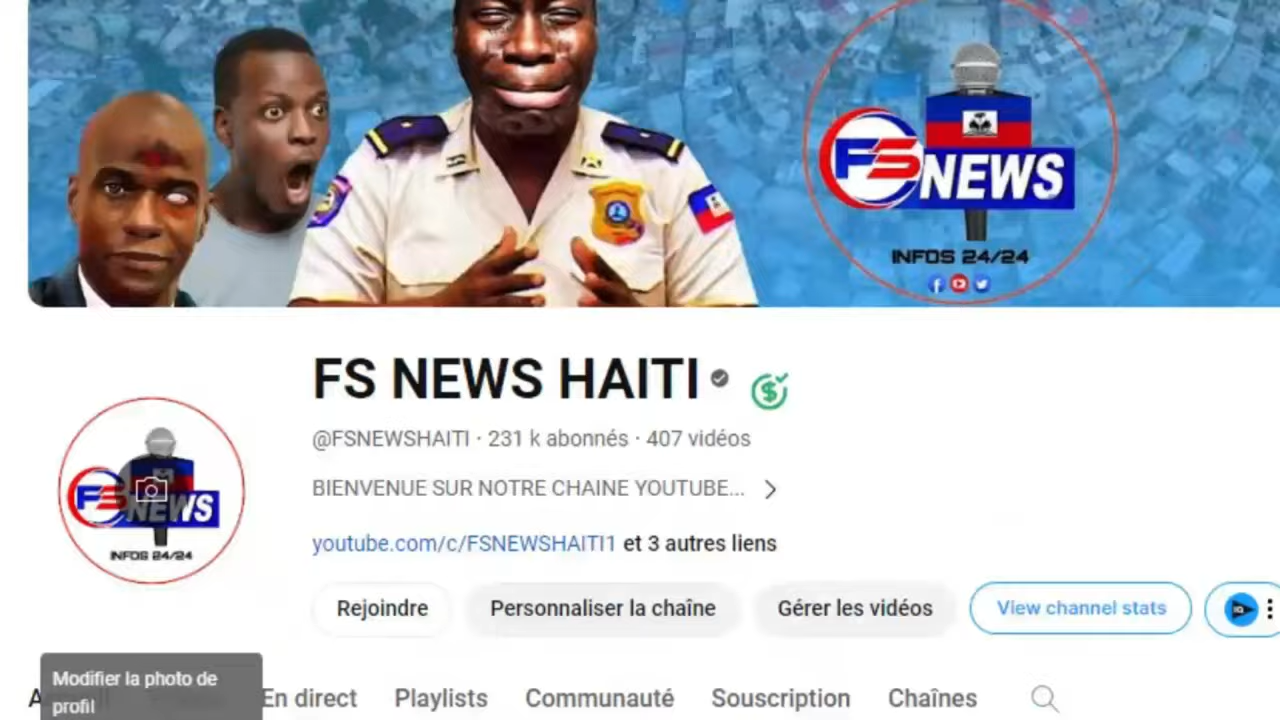 FS NEWS
INFOS 24/24
FS NEWS HAITI
@FSNEWSHAITI · 231 k abonnés · 407 vidéos
BIENVENUE SUR NOTRE CHAINE YOUTUBE...
youtube.com/c/FSNEWSHAITI1 et 3 autres liens
FS NEWS
INFOS 24/24
Rejoindre Personnaliser la chaîne Gérer les vidéos View channel stats
Modifier la photo de
profil
En direct Playlists Communauté Souscription Chaînes